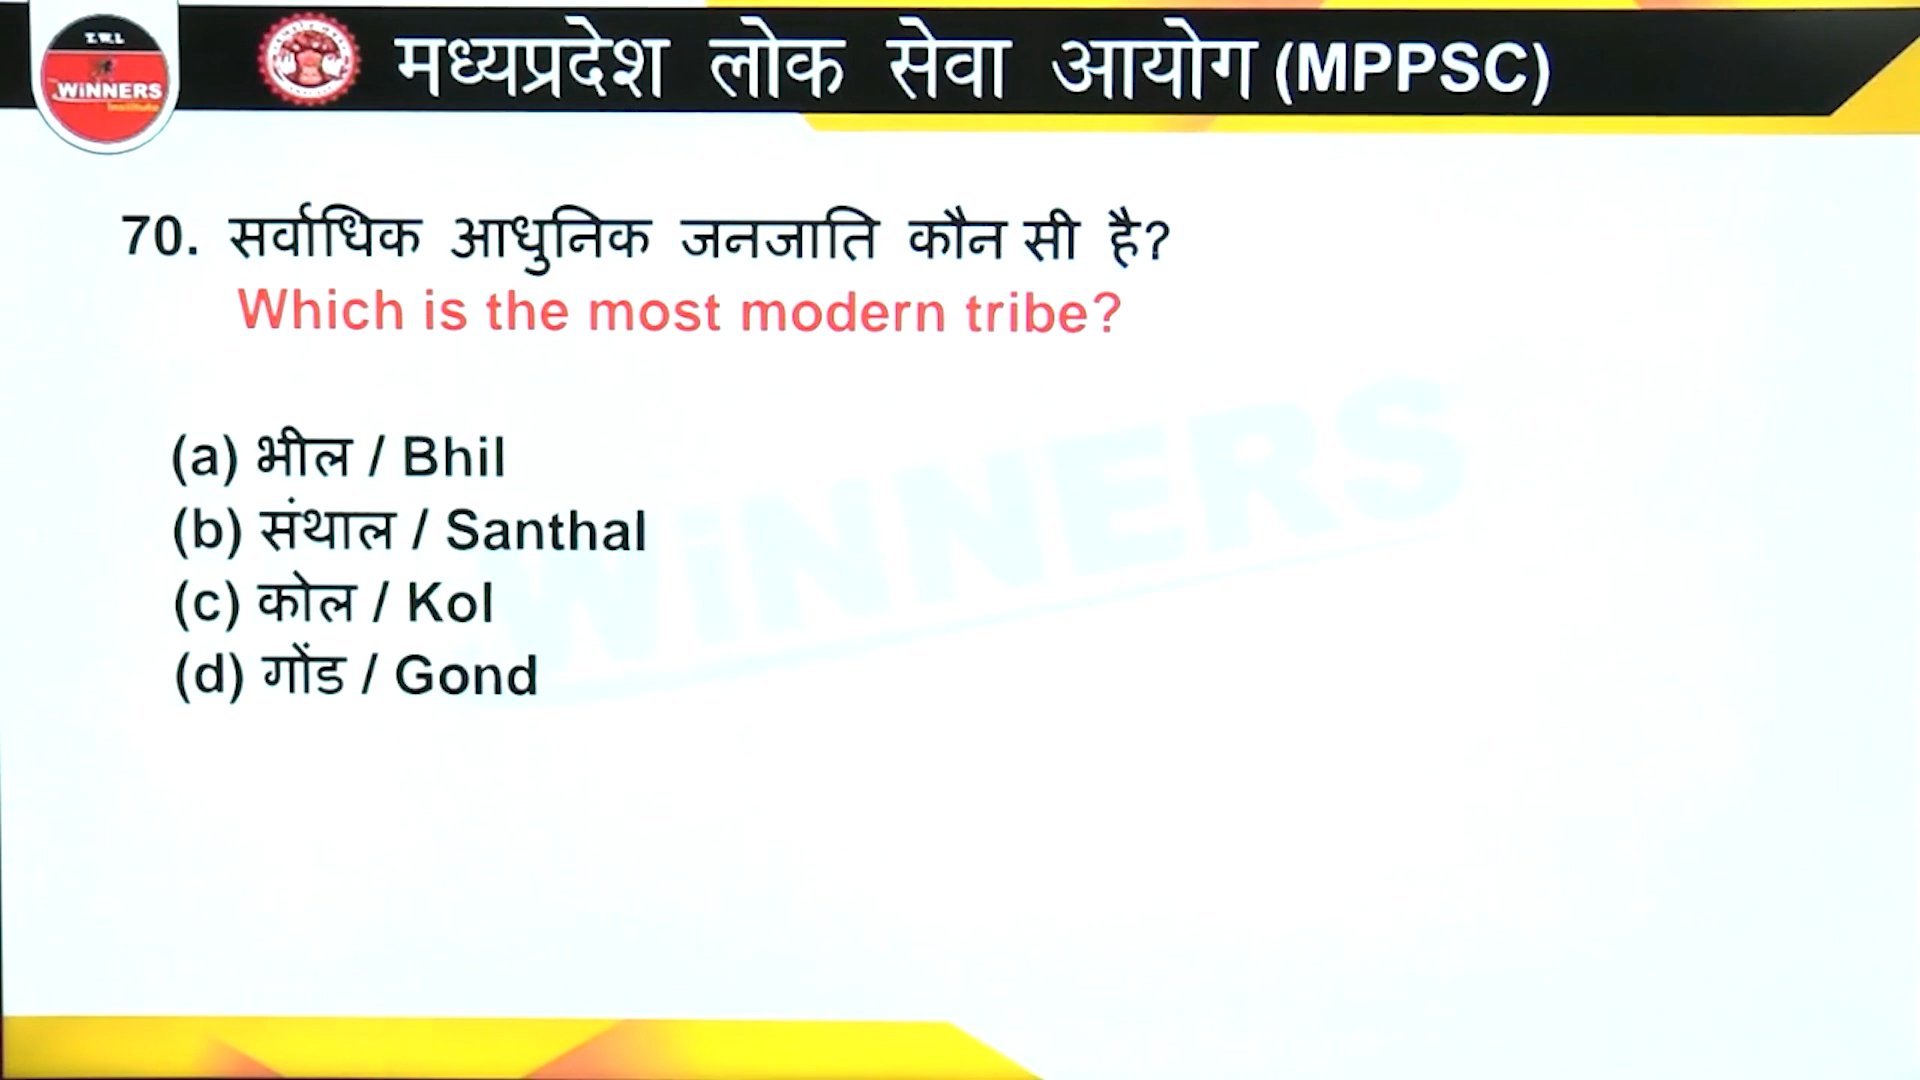 T.W.I.
WiNNERS
Institute
मध्यप्रदेश लोक सेवा आयोग (MPPSC)
70. सर्वाधिक आधुनिक जनजाति कौन सी है?
Which is the most modern tribe?
(a) भील / Bhil
(b) संथाल / Santhal
(c) कोल / Kol
(d) गोंड / Gond
WiNNERS